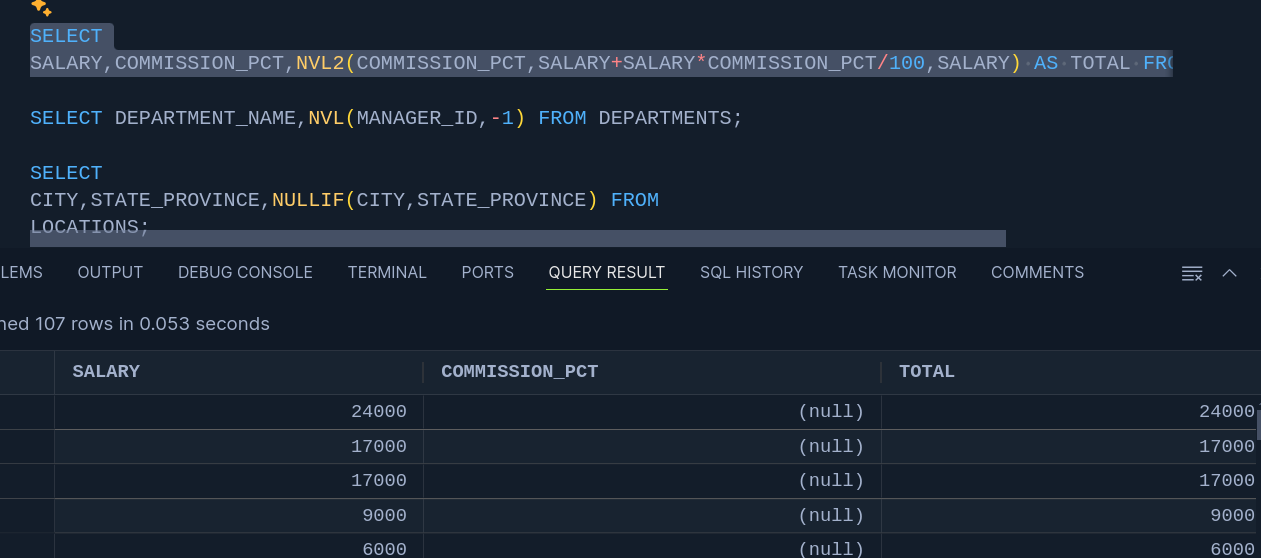 SELECT
SALARY,COMMISSION_PCT,NVL2(COMMISSION_PCT,SALARY+SALARY*COMMISSION_PCT/100,SALARY) AS TOTAL
SELECT DEPARTMENT_NAME,NVL(MANAGER_ID,-1) FROM DEPARTMENTS;
SELECT
CITY,STATE_PROVINCE,NULLIF(CITY,STATE_PROVINCE) FROM
LOCATIONS;
LEMS OUTPUT DEBUG CONSOLE TERMINAL PORTS QUERY RESULT SQL HISTORY TASK MONITOR COMMENTS
ned 107 rows in 0.053 seconds
SALARY COMMISSION_PCT TOTAL
24000 (null) 24000
17000 (null) 17000
17000 (null) 17000
9000 (null) 9000
6000 (null) 6000